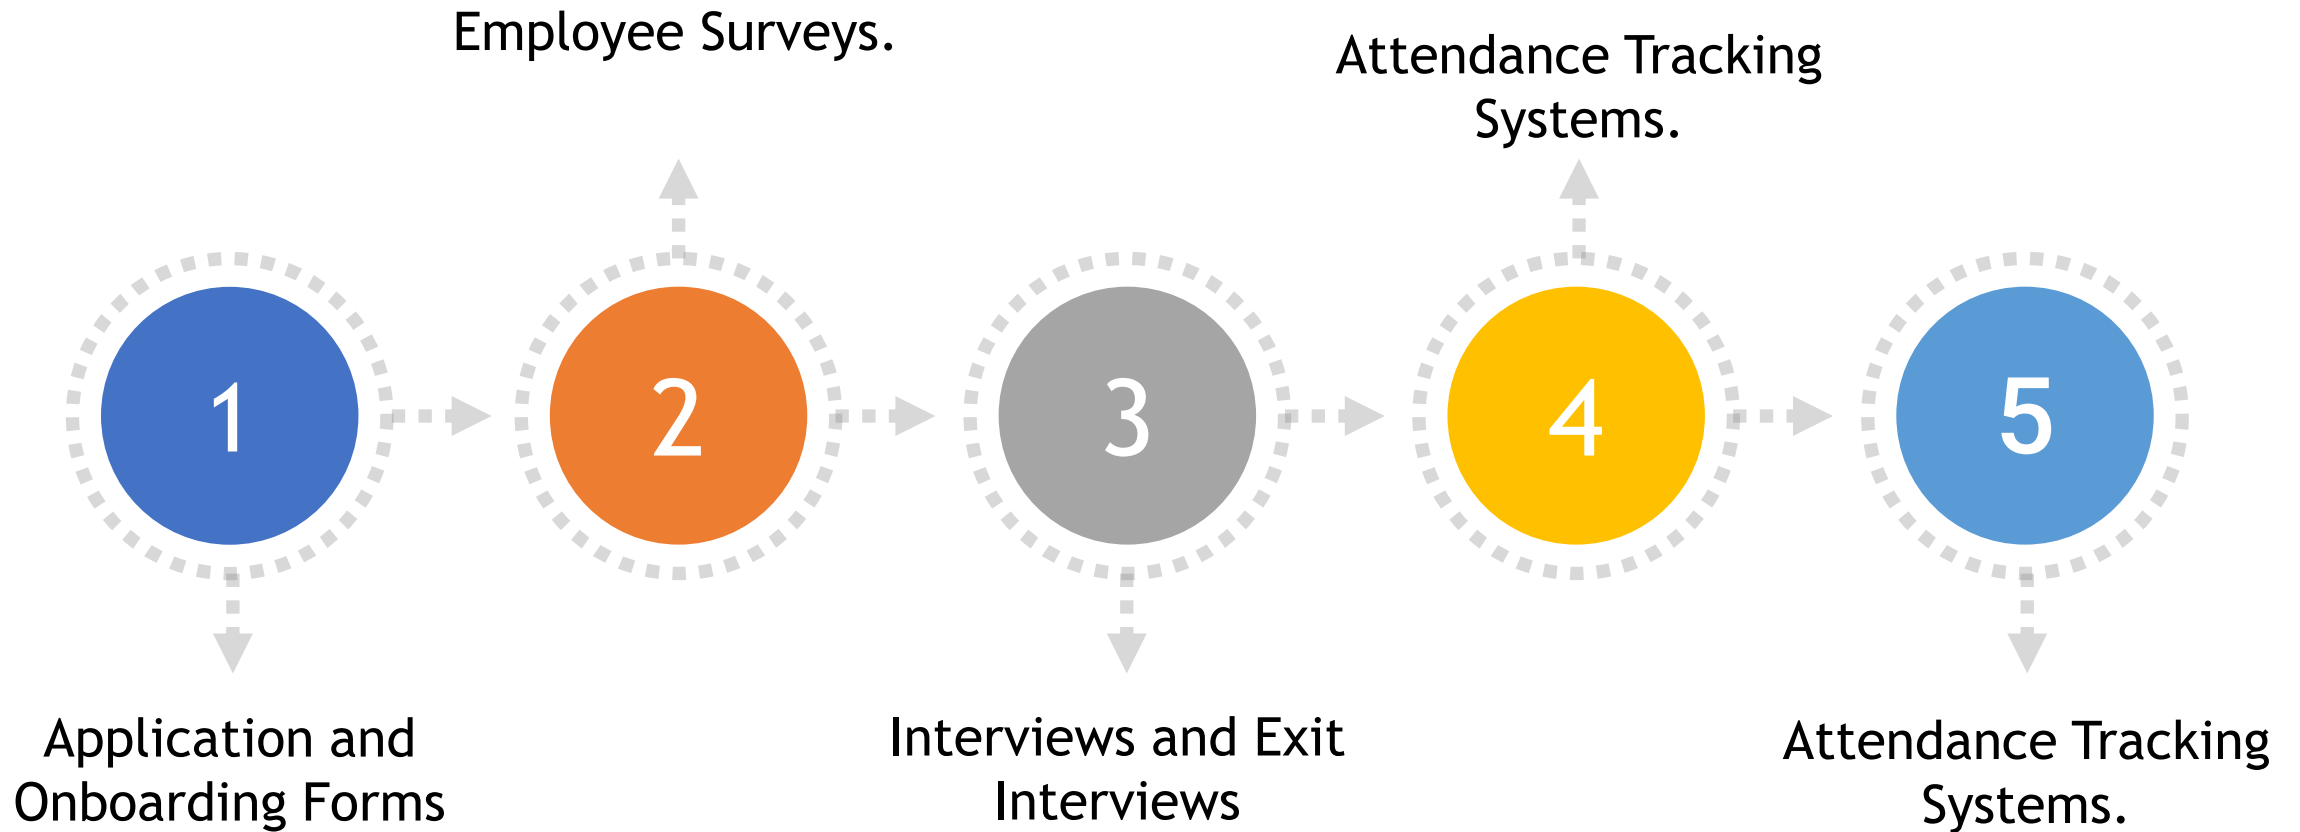 Employee Surveys.
Attendance Tracking
Systems.
1
2
3
4
5
Application and
Onboarding Forms
Interviews and Exit
Interviews
Attendance Tracking
Systems.